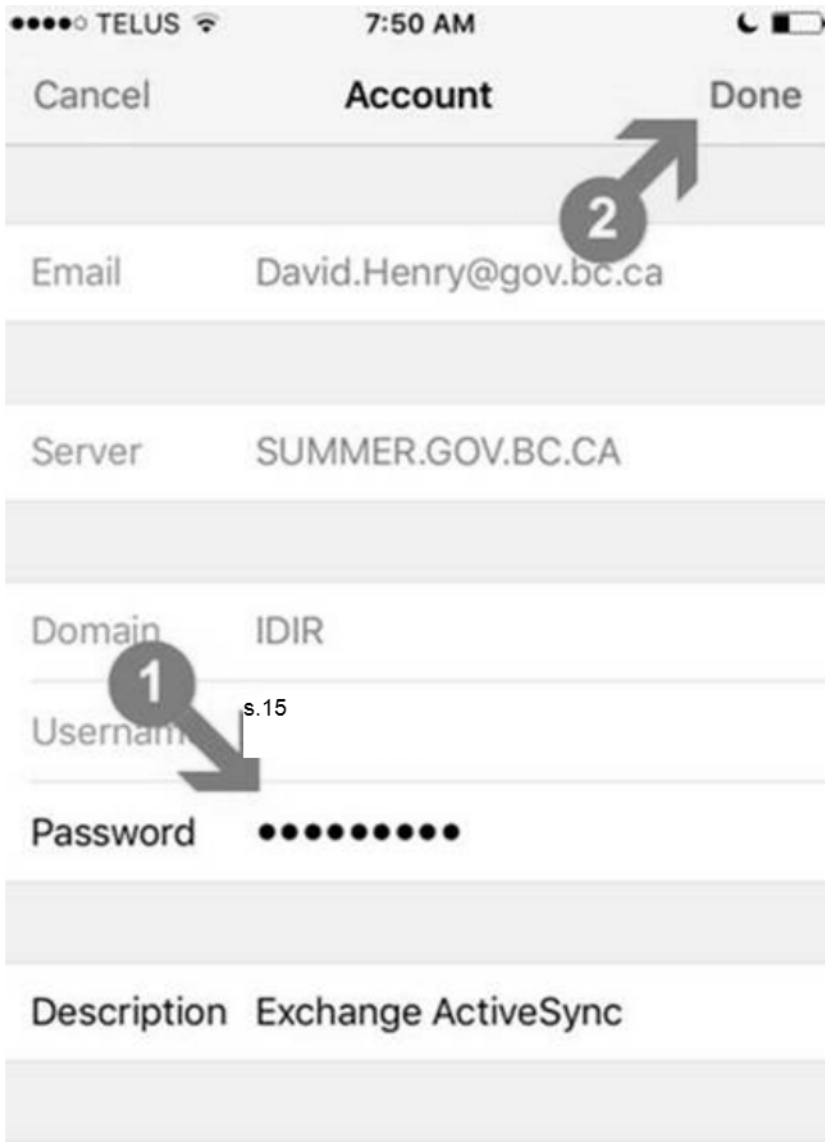 TELUS 7:50 AM
Cancel Account Done
2
Email David.Henry@gov.bc.ca
Server SUMMER.GOV.BC.CA
Domain IDIR
1
s.15
Usernam
Password •••••••••
Description Exchange ActiveSync